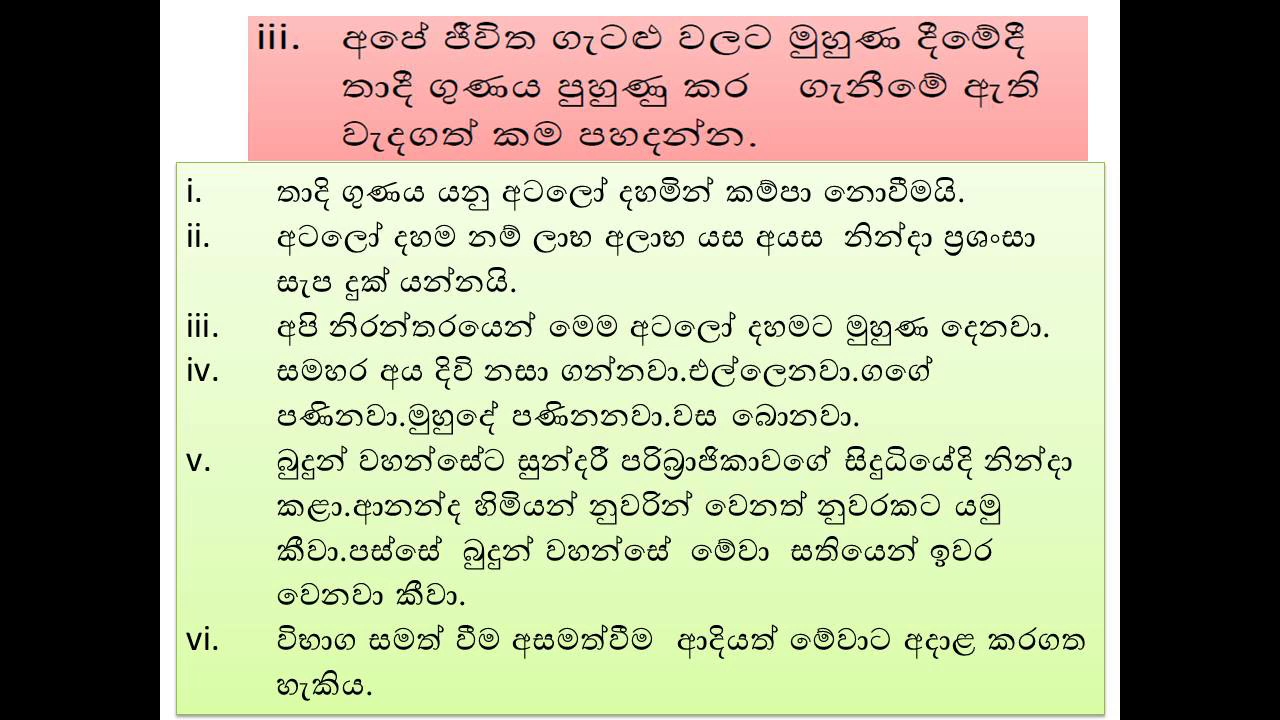 iii. අපේ ජීවිත ගැටළු වලට මුහුණ දීමේදී
තාදී ගුණය පුහුණු කර ගැනීමේ ඇති
වැදගත් කම පහදන්න.
i. තාදි ගුණය යනු අටලෝ දහමින් කම්පා නොවීමයි.
ii. අටලෝ දහම නම් ලාභ අලාභ යස අයස නින්දා ප්‍රශංසා
සැප දුක් යන්නයි.
iii. අපි නිරන්තරයෙන් මෙම අටලෝ දහමට මුහුණ දෙනවා.
iv. සමහර අය දිවි නසා ගන්නවා.එල්ලෙනවා.ගගේ
පණිනවා.මුහුදේ පණිනනවා.වස බොනවා.
v. බුදුන් වහන්සේට සුන්දරී පරිබ්‍රාජිකාවගේ සිදුධියේදි නින්දා
කළා.ආනන්ද හිමියන් නුවරින් වෙනත් නුවරකට යමු
කීවා.පස්සේ බුදුන් වහන්සේ මේවා සතියෙන් ඉවර
වෙනවා කීවා.
vi. විභාග සමත් වීම අසමත්වීම ආදියත් මේවාට අදාළ කරගත
හැකිය.